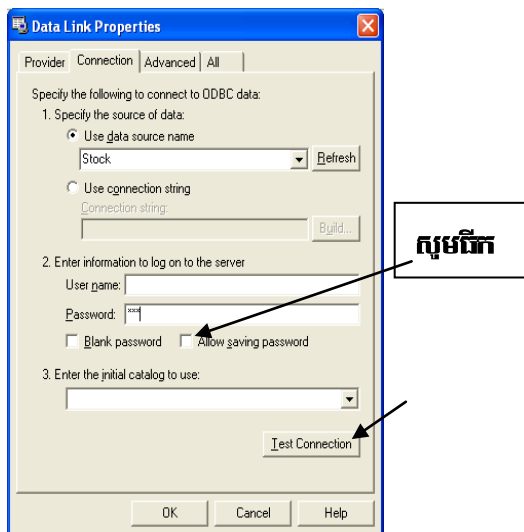 Data Link Properties
Provider Connection Advanced All
Specify the following to connect to ODBC data:
1. Specify the source of data:
Use data source name
Stock Refresh
Use connection string
Connection string:
Build...
2. Enter information to log on to the server
User name:
Password: ***
Blank password Allow saving password
3. Enter the initial catalog to use:
Test Connection
OK Cancel Help
សូមធីក